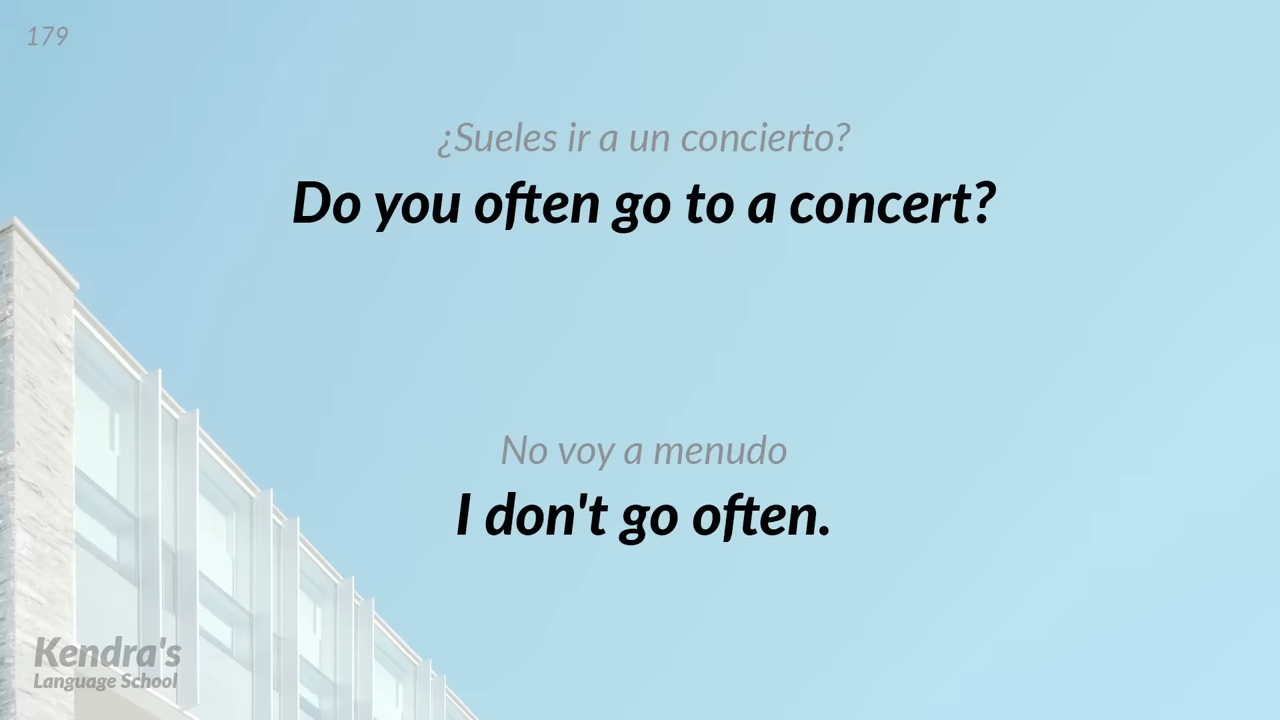 179
¿Sueles ir a un concierto?
Do you often go to a concert?
No voy a menudo
I don't go often.
Kendra's
Language School